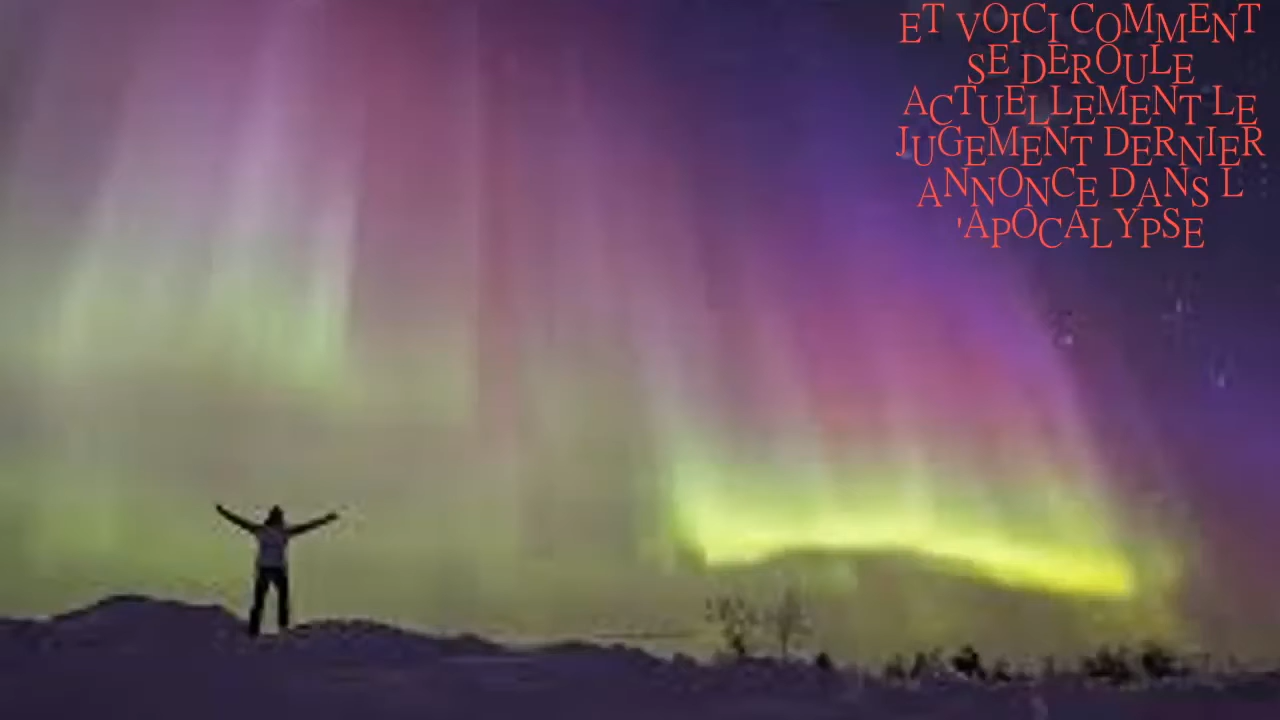 ET VOICI COMMENT
SE DEROULE
ACTUELLEMENT LE
JUGEMENT DERNIER
ANNONCE DANS L
'APOCALYPSE